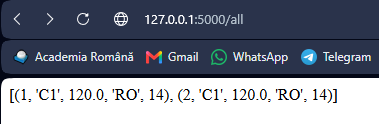 127.0.0.1:5000/all
Academia Română Gmail WhatsApp Telegram
[(1, 'C1', 120.0, 'RO', 14), (2, 'C1', 120.0, 'RO', 14)]